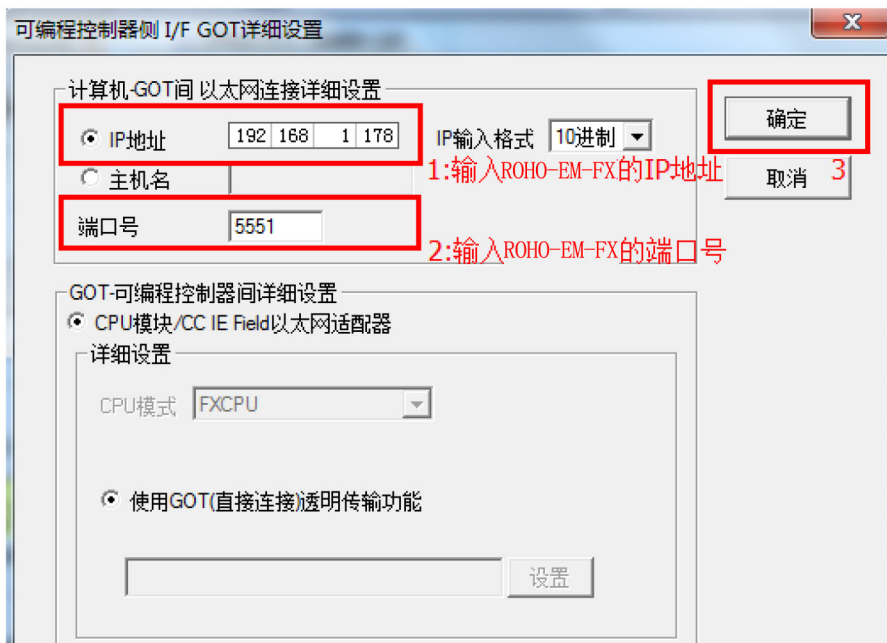 可编程控制器侧 I/F GOT详细设置
计算机-GOT间 以太网连接详细设置
IP地址 192 168 1 178 IP输入格式 10进制
确定
1:输入ROHO-EM-FX的IP地址
主机名
取消 3
端口号 5551
2:输入ROHO-EM-FX的端口号
GOT-可编程控制器间详细设置
CPU模块/CC IE Field以太网适配器
详细设置
CPU模式 FXCPU
使用GOT(直接连接)透明传输功能
设置